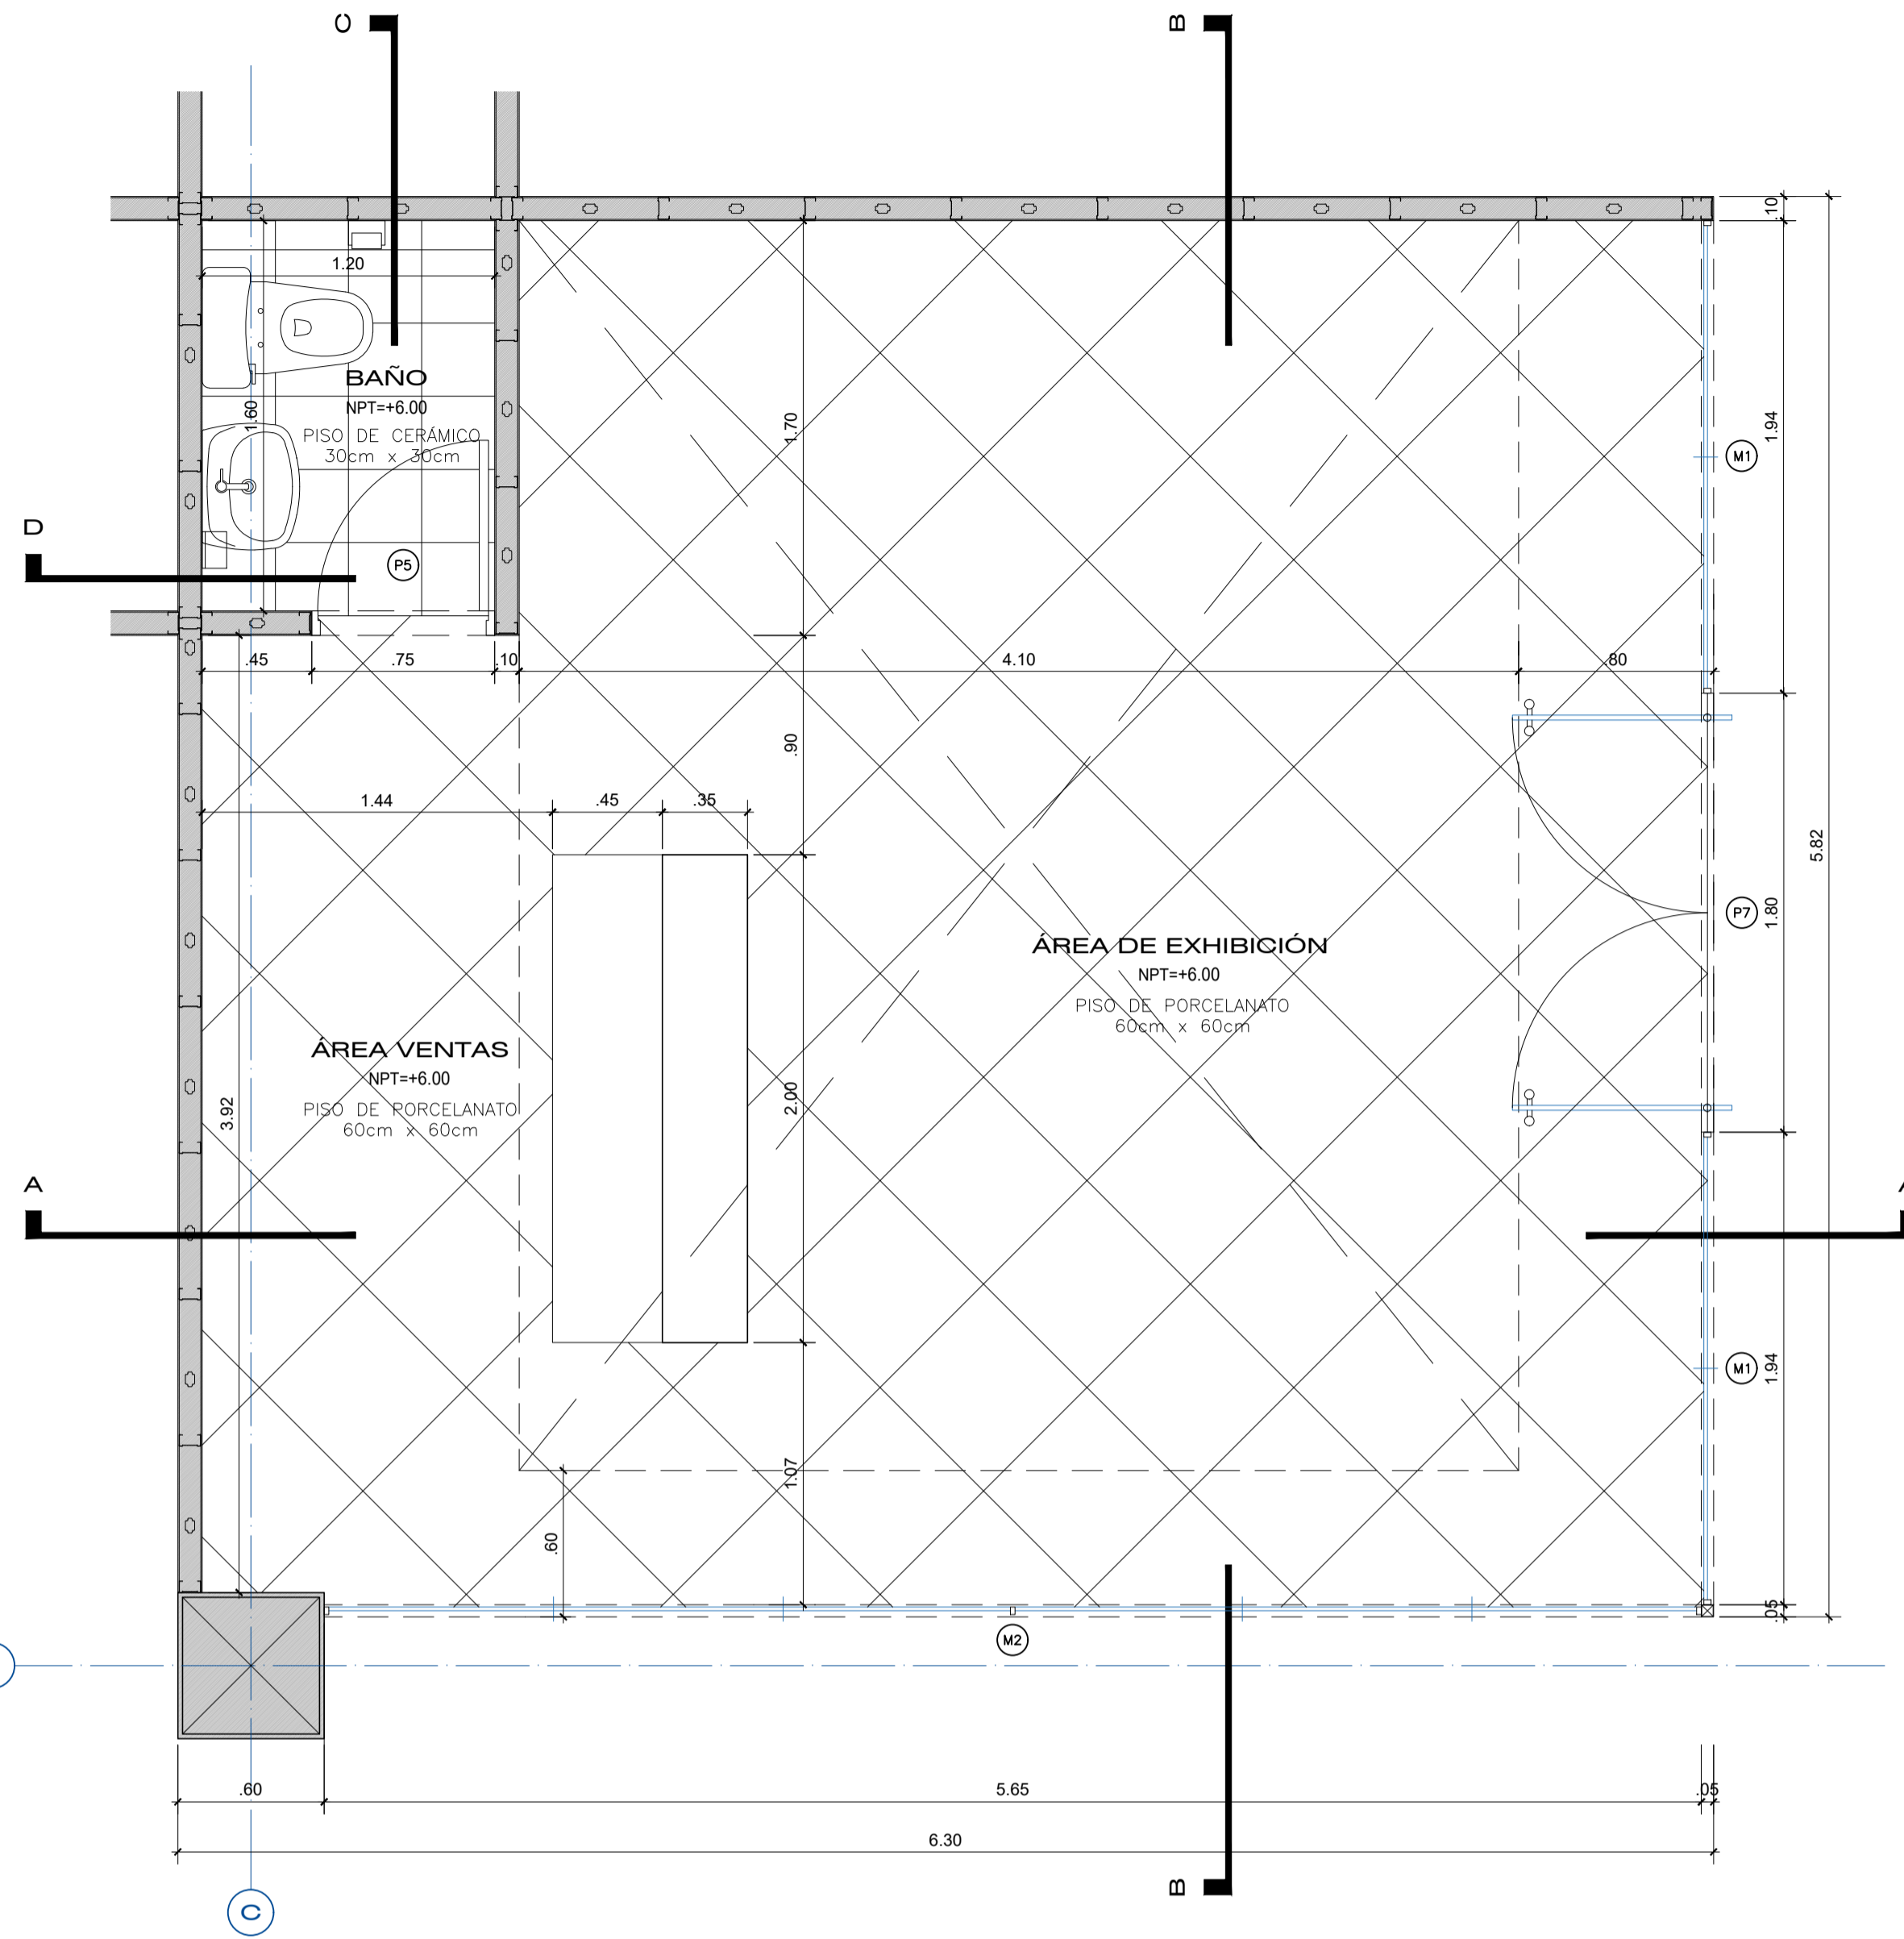 C
B
.10
1.20
BAÑO
NPT=+6.00
PISO DE CERÁMICO
30cm x 30cm
1.60
1.70
1.94
M1
D
P5
.45
.75
.10
4.10
.80
.90
1.44
.45
.35
5.82
P7
1.80
ÁREA DE EXHIBICIÓN
NPT=+6.00
PISO DE PORCELANATO
60cm x 60cm
ÁREA VENTAS
NPT=+6.00
PISO DE PORCELANATO
60cm x 60cm
3.92
2.00
A
M1
1.94
1.07
.60
.05
M2
.60
5.65
.05
6.30
B
C